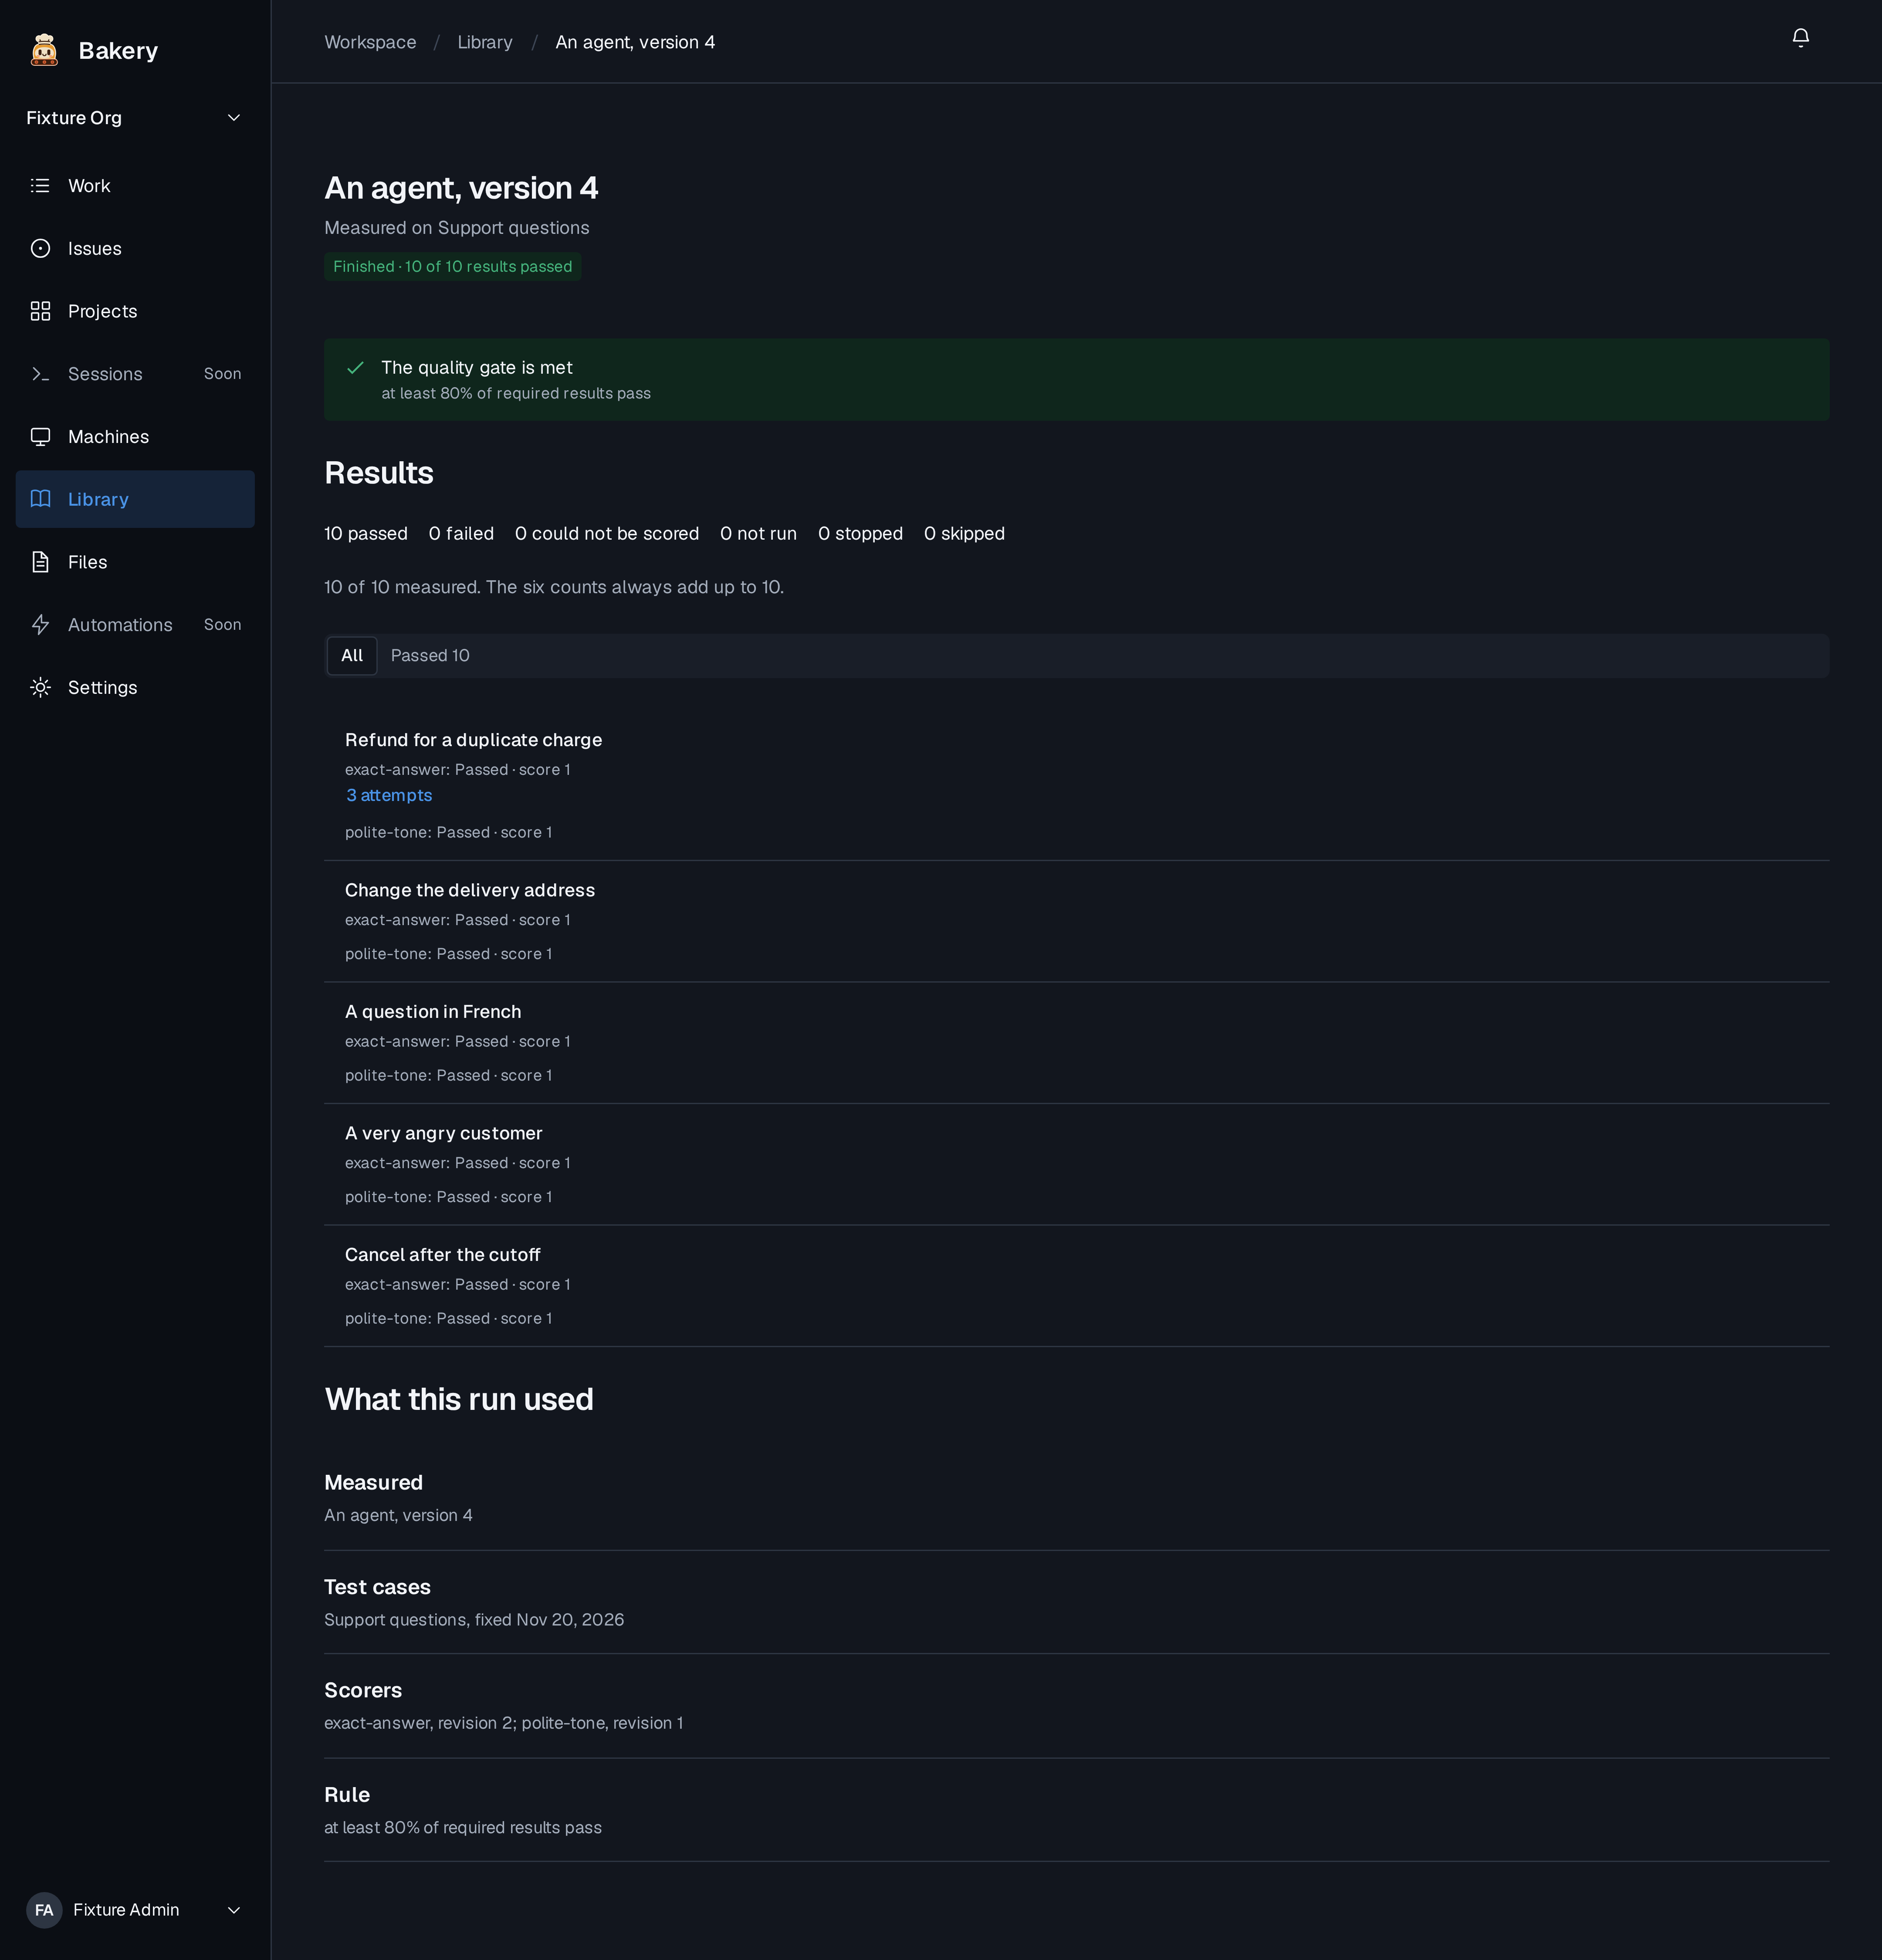 Bakery
Fixture Org
Work
Issues
Projects
Sessions Soon
Machines
Library
Files
Automations Soon
Settings
FA Fixture Admin
Workspace / Library / An agent, version 4
An agent, version 4
Measured on Support questions
Finished · 10 of 10 results passed
The quality gate is met
at least 80% of required results pass
Results
10 passed 0 failed 0 could not be scored 0 not run 0 stopped 0 skipped
10 of 10 measured. The six counts always add up to 10.
All Passed 10
Refund for a duplicate charge
exact-answer: Passed · score 1
3 attempts
polite-tone: Passed · score 1
Change the delivery address
exact-answer: Passed · score 1
polite-tone: Passed · score 1
A question in French
exact-answer: Passed · score 1
polite-tone: Passed · score 1
A very angry customer
exact-answer: Passed · score 1
polite-tone: Passed · score 1
Cancel after the cutoff
exact-answer: Passed · score 1
polite-tone: Passed · score 1
What this run used
Measured
An agent, version 4
Test cases
Support questions, fixed Nov 20, 2026
Scorers
exact-answer, revision 2; polite-tone, revision 1
Rule
at least 80% of required results pass